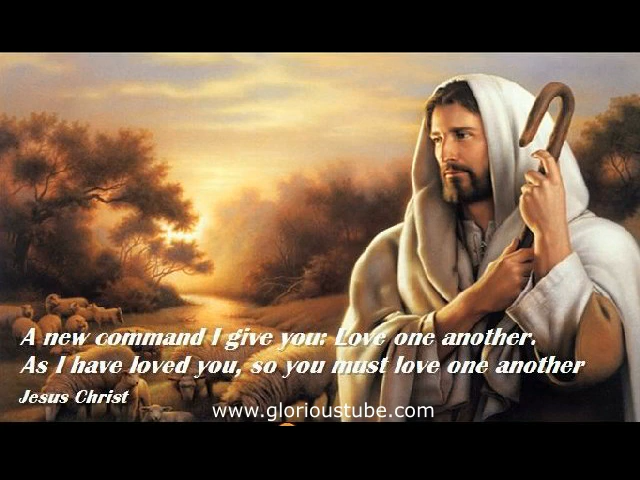 A new command I give you: Love one another.
As I have loved you, so you must love one another
Jesus Christ
www.glorioustube.com